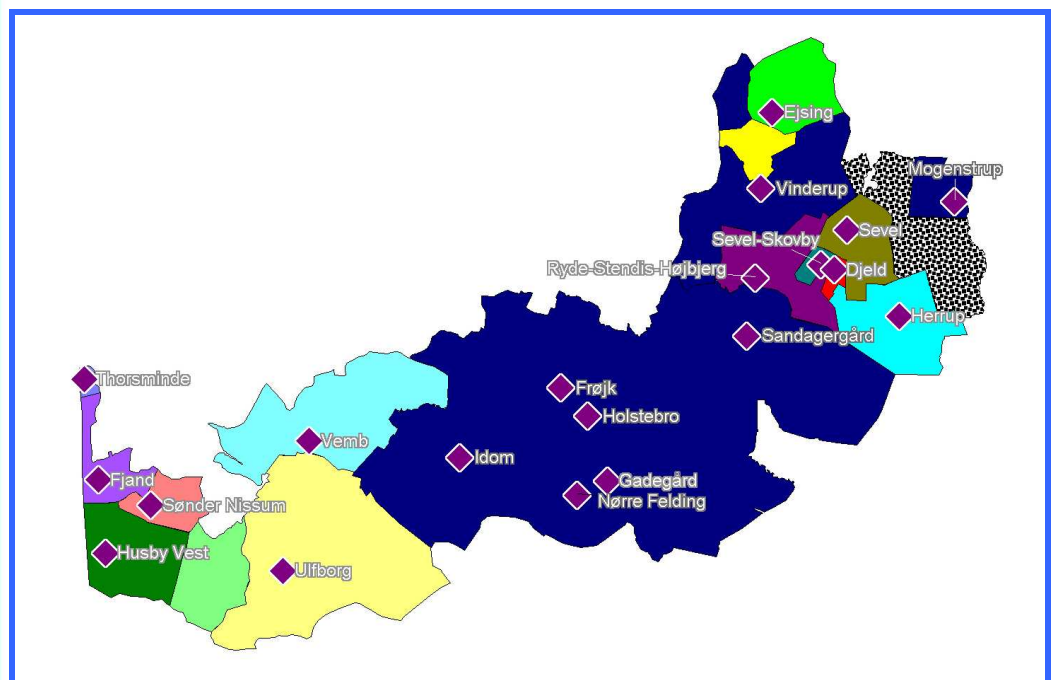 Ejsing
Mogenstrup
Vinderup
Sevel
Sevel-Skovby
Ryde-Stendis-Højbjerg
Djeld
Herrup
Sandagergård
Thorsminde
Frøjk
Holstebro
Vemb
Idom
Fjand
Gadegård
Nørre Felding
Sønder Nissum
Husby Vest
Ulfborg